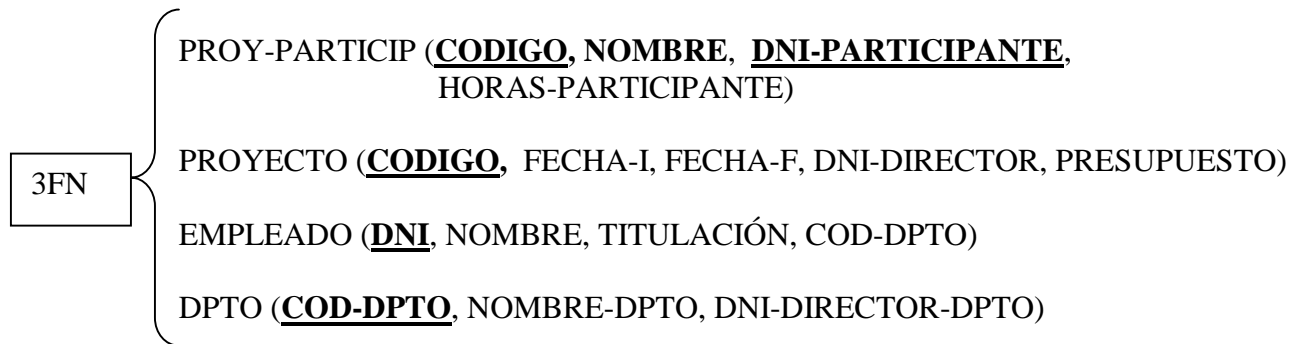 PROY-PARTICIP (CODIGO, NOMBRE, DNI-PARTICIPANTE,
HORAS-PARTICIPANTE)
PROYECTO (CODIGO, FECHA-I, FECHA-F, DNI-DIRECTOR, PRESUPUESTO)
3FN
EMPLEADO (DNI, NOMBRE, TITULACIÓN, COD-DPTO)
DPTO (COD-DPTO, NOMBRE-DPTO, DNI-DIRECTOR-DPTO)